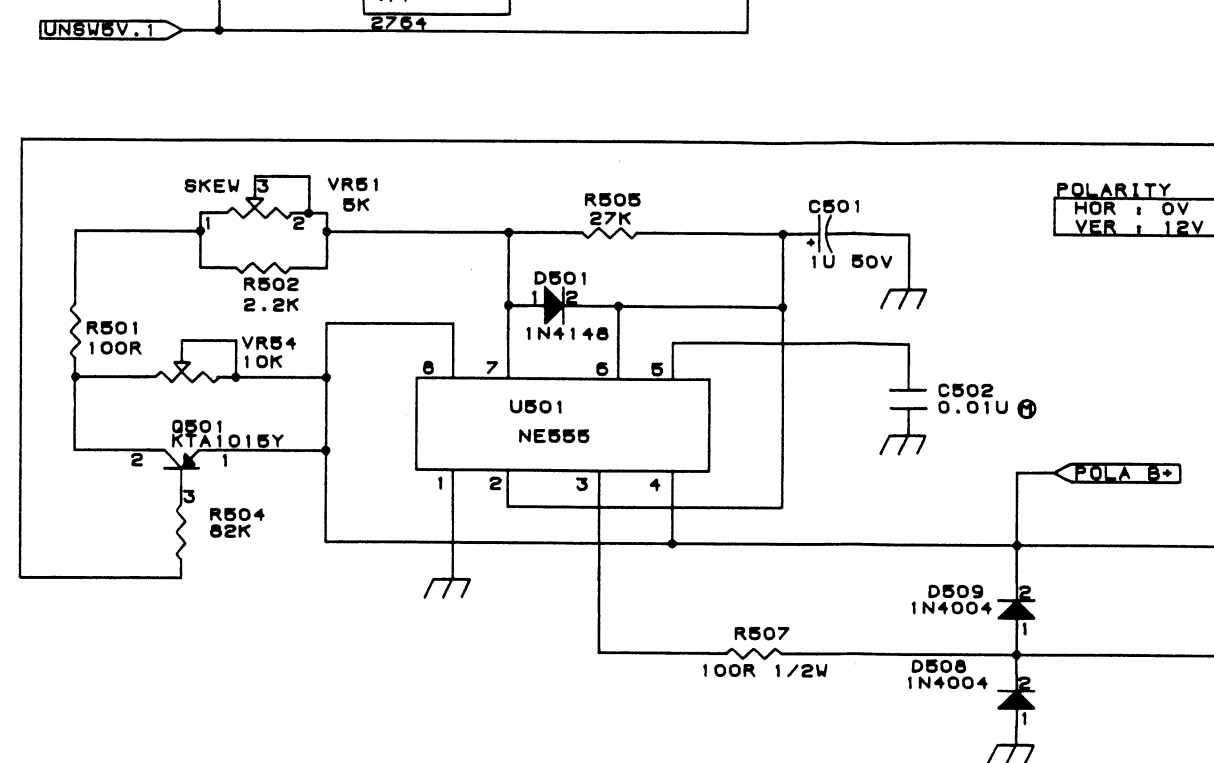 UNSW5V.1
2764
SKEW 3
VR51
5K
1
2
R502
2.2K
R505
27K
C501
+
1U 50V
POLARITY
HOR : 0V
VER : 12V
D501
1 2
1N4148
R501
100R
VR54
10K
8 7 6 5
U501
NE555
C502
0.01U M
Q501
KTA1015Y
2 1
3
R504
82K
1 2 3 4
POLA B+
D509
1N4004
2
1
R507
100R 1/2W
D508
1N4004
2
1